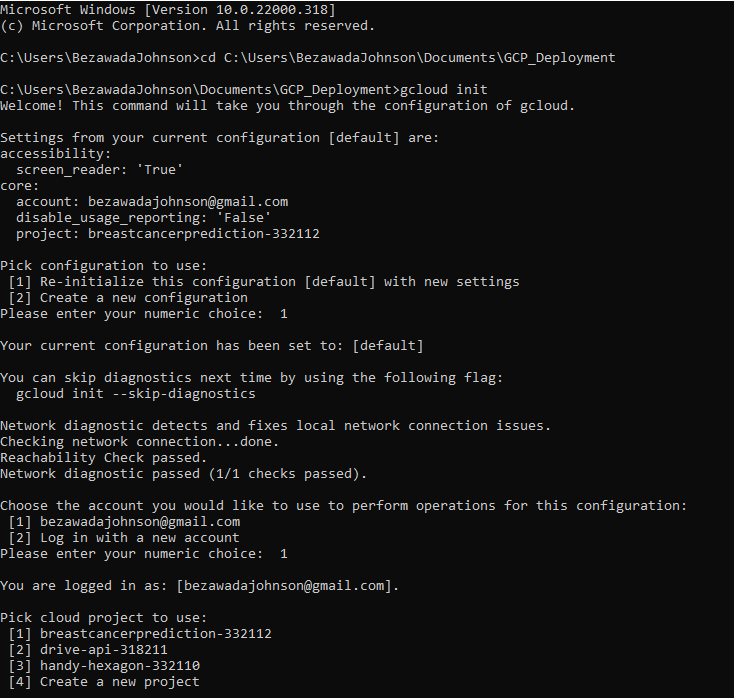 Microsoft Windows [Version 10.0.22000.318]
(c) Microsoft Corporation. All rights reserved.
C:\Users\BezawadaJohnson>cd C:\Users\BezawadaJohnson\Documents\GCP_Deployment
C:\Users\BezawadaJohnson\Documents\GCP_Deployment>gcloud init
Welcome! This command will take you through the configuration of gcloud.
Settings from your current configuration [default] are:
accessibility:
  screen_reader: 'True'
core:
  account: bezawadajohnson@gmail.com
  disable_usage_reporting: 'False'
  project: breastcancerprediction-332112
Pick configuration to use:
 [1] Re-initialize this configuration [default] with new settings
 [2] Create a new configuration
Please enter your numeric choice:  1
Your current configuration has been set to: [default]
You can skip diagnostics next time by using the following flag:
  gcloud init --skip-diagnostics
Network diagnostic detects and fixes local network connection issues.
Checking network connection...done.
Reachability Check passed.
Network diagnostic passed (1/1 checks passed).
Choose the account you would like to use to perform operations for this configuration:
 [1] bezawadajohnson@gmail.com
 [2] Log in with a new account
Please enter your numeric choice:  1
You are logged in as: [bezawadajohnson@gmail.com].
Pick cloud project to use:
 [1] breastcancerprediction-332112
 [2] drive-api-318211
 [3] handy-hexagon-332110
 [4] Create a new project